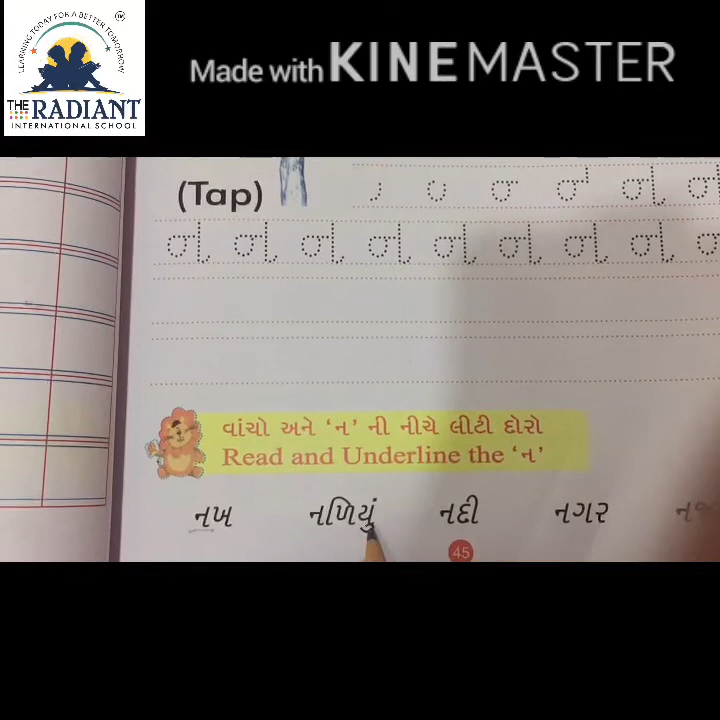 LEARNING TODAY FOR A BETTER TOMORROW
TM
THE RADIANT
INTERNATIONAL SCHOOL
Made with KINEMASTER
(Tap)
ન ન
ન ન ન ન ન ન ન ન ન
વાંચો અને ‘ન’ ની નીચે લીટી દોરો
Read and Underline the ‘ન’
નખ નળિયું નદી નગર
45